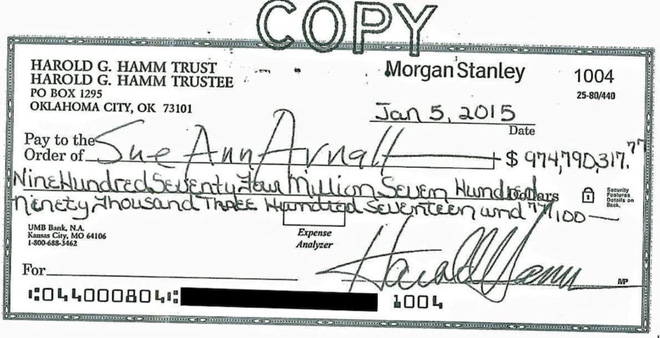 COPY
HAROLD G. HAMM TRUST
HAROLD G. HAMM TRUSTEE
PO BOX 1295
OKLAHOMA CITY, OK 73101
Morgan Stanley
1004
25-80/440
Jan 5, 2015
Date
Pay to the
Order of Sue Ann Arnall $ 974,790,317.77
Nine Hundred Seventy Four Million Seven Hundred Dollars
Security Features Details on Back.
Ninety Thousand Three Hundred Seventeen and 77/100
UMB Bank, N.A.
Kansas City, MO 64106
1-800-688-3462
Expense
Analyzer
For
Harold Hamm
MP
⑆044000804⑆ 1004